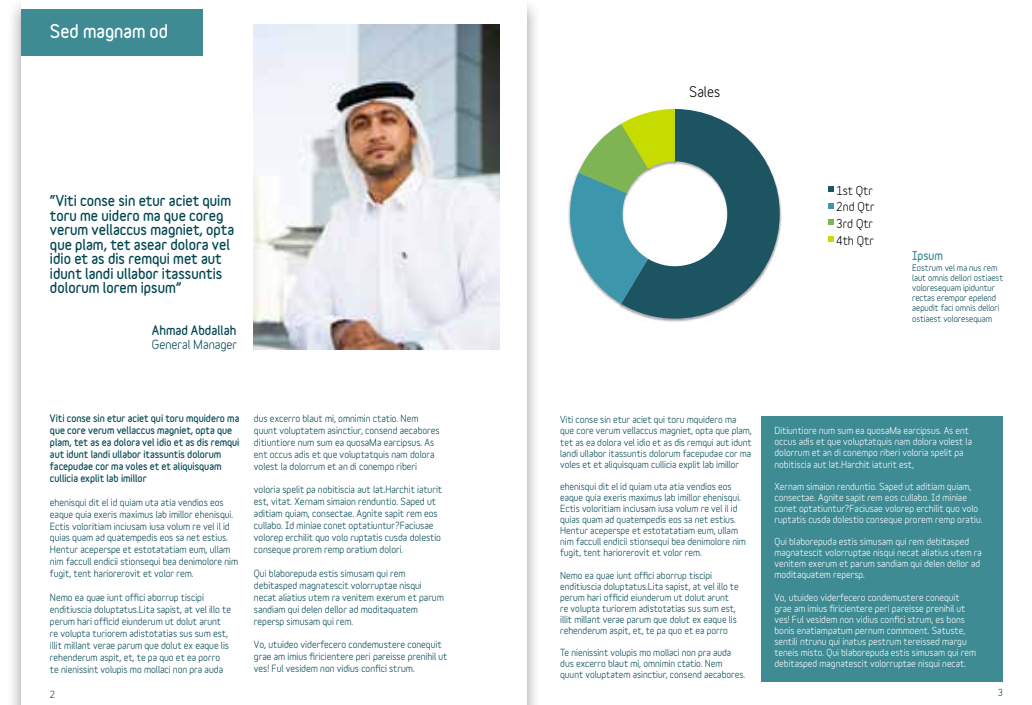 Sed magnam od
"Viti conse sin etur aciet quim
toru me uidero ma que coreg
verum vellaccus magniet, opta
que plam, tet asear dolora vel
idio et as dis remqui met aut
idunt landi ullabor itassuntis
dolorum lorem ipsum"
Ahmad Abdallah
General Manager
Viti conse sin etur aciet qui toru mquidero ma
que core verum vellaccus magniet, opta que
plam, tet as ea dolora vel idio et as dis remqui
aut idunt landi ullabor itassuntis dolorum
facepudae cor ma voles et et aliquisquam
cullicia explit lab imillor
ehenisqui dit el id quiam uta atia vendios eos
eaque quia exeris maximus lab imillor ehenisqui.
Ectis voloritiam inciusam iusa volum re vel il id
quias quam ad quatempedis eos sa net estius.
Hentur aceperspe et estotatatiam eum, ullam
nim faccull endicii stionsequi bea denimolore nim
fugit, tent hariorerovit et volor rem.
Nemo ea quae iunt offici aborrup tiscipi
enditiuscia doluptatus.Lita sapist, at vel illo te
perum hari officid eiunderum ut dolut arunt
re volupta turiorem adistotatias sus sum est,
illit millant verae parum que dolut ex eaque lis
rehenderum aspit, et, te pa quo et ea porro
te nienissint volupis mo mollaci non pra auda
dus excerro blaut mi, omnimin ctatio. Nem
quunt voluptatem asinctiur, consend aecabores
ditiuntiore num sum ea quosaMa earcipsus. As
ent occus adis et que voluptatquis nam dolora
volest la dolorrum et an di conempo riberi
voloria spelit pa nobitiscia aut lat.Harchit iaturit
est, vitat. Xernam simaion renduntio. Saped ut
aditiam quiam, consectae. Agnite sapit rem eos
cullabo. Id miniae conet optatiuntur?Faciusae
volorep erchilit quo volo ruptatis cusda dolestio
conseque prorem remp oratium dolori.
Qui blaborepuda estis simusam qui rem
debitasped magnatescit volorruptae nisqui
necat aliatius utem ra venitem exerum et parum
sandiam qui delen dellor ad moditaquatem
repersp simusam qui rem.
Vo, utuideo viderfecero condemustere conequit
grae am imius firicientere peri pareisse prenihil ut
ves! Ful vesidem non vidius confici strum.
2
Sales
1st Qtr
2nd Qtr
3rd Qtr
4th Qtr
Ipsum
Eostrum vel ma nus rem
laut omnis dellori ostiaest
voloresequam ipiduntur
rectas erempor epelend
aepudit faci omnis dellori
ostiaest voloresequam
Viti conse sin etur aciet qui toru mquidero ma
que core verum vellaccus magniet, opta que plam,
tet as ea dolora vel idio et as dis remqui aut idunt
landi ullabor itassuntis dolorum facepudae cor ma
voles et et aliquisquam cullicia explit lab imillor
ehenisqui dit el id quiam uta atia vendios eos
eaque quia exeris maximus lab imillor ehenisqui.
Ectis voloritiam inciusam iusa volum re vel il id
quias quam ad quatempedis eos sa net estius.
Hentur aceperspe et estotatatiam eum, ullam
nim faccull endicii stionsequi bea denimolore nim
fugit, tent hariorerovit et volor rem.
Nemo ea quae iunt offici aborrup tiscipi
enditiuscia doluptatus.Lita sapist, at vel illo te
perum hari officid eiunderum ut dolut arunt
re volupta turiorem adistotatias sus sum est,
illit millant verae parum que dolut ex eaque lis
rehenderum aspit, et, te pa quo et ea porro
Te nienissint volupis mo mollaci non pra auda
dus excerro blaut mi, omnimin ctatio. Nem
quunt voluptatem asinctiur, consend aecabores.
Ditiuntiore num sum ea quosaMa earcipsus. As ent
occus adis et que voluptatquis nam dolora volest la
dolorrum et an di conempo riberi voloria spelit pa
nobitiscia aut lat.Harchit iaturit est,
Xernam simaion renduntio. Saped ut aditiam quiam,
consectae. Agnite sapit rem eos cullabo. Id miniae
conet optatiuntur?Faciusae volorep erchilit quo volo
ruptatis cusda dolestio conseque prorem remp oratiu.
Qui blaborepuda estis simusam qui rem debitasped
magnatescit volorruptae nisqui necat aliatius utem ra
venitem exerum et parum sandiam qui delen dellor ad
moditaquatem repersp.
Vo, utuideo viderfecero condemustere conequit
grae am imius firicientere peri pareisse prenihil ut
ves! Ful vesidem non vidius confici strum, es bons
bonis enatiampatum pernum comment. Satuste,
sentili ntrunu qui inatus pestrum tereissed margu
teneis misto. Qui blaborepuda estis simusam qui rem
debitasped magnatescit volorruptae nisqui necat.
3